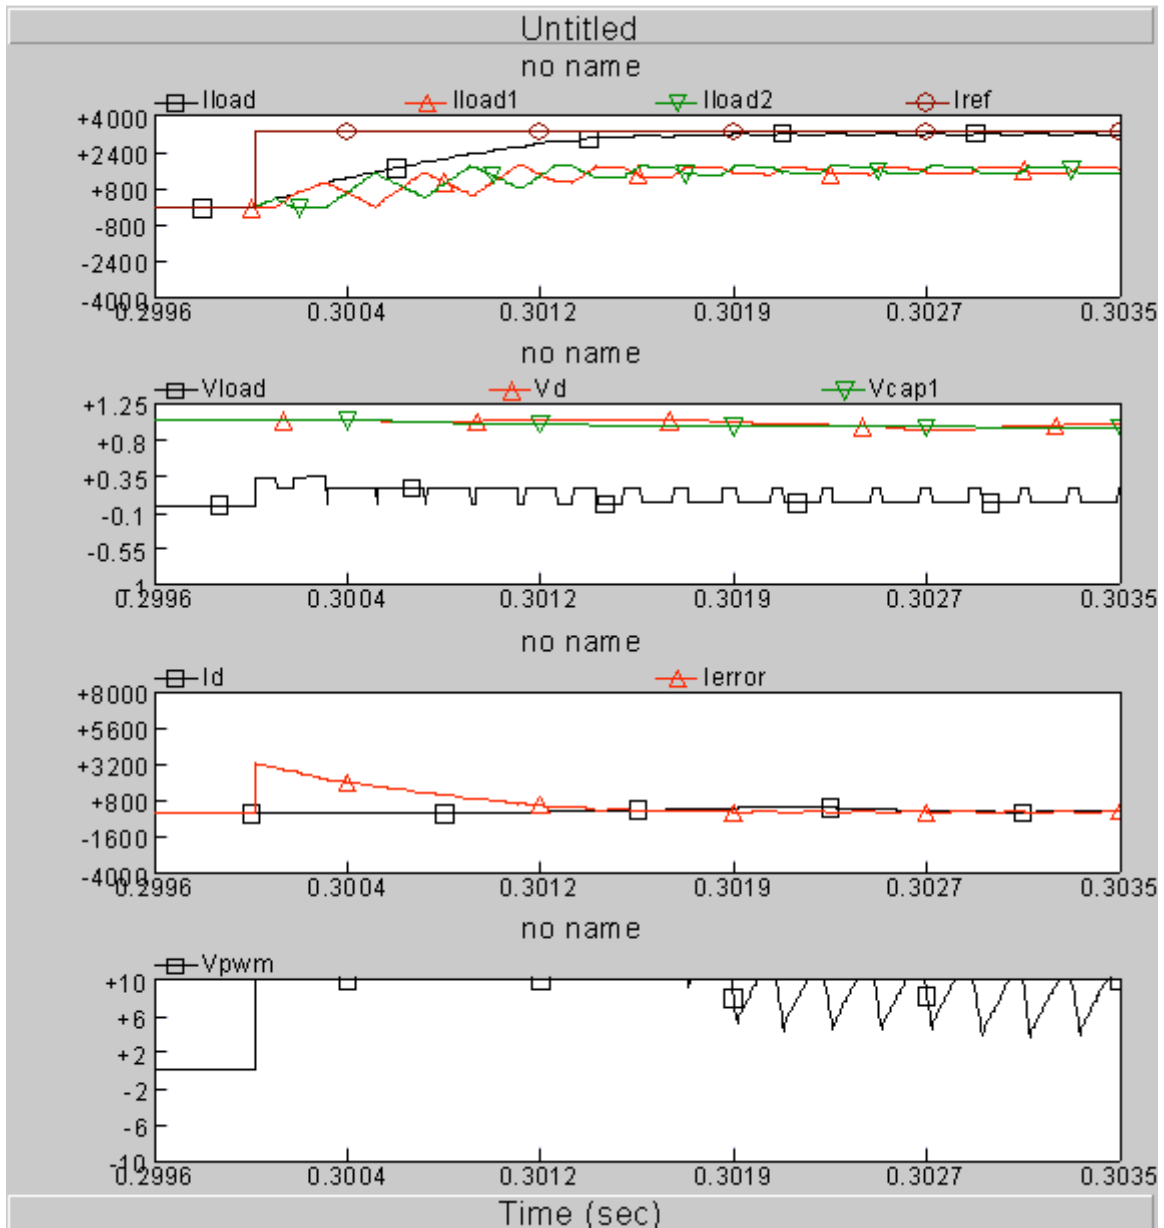 Untitled
no name
Iload Iload1 Iload2 Iref
+4000
+2400
+800
-800
-2400
-4000
0.2996 0.3004 0.3012 0.3019 0.3027 0.3035
no name
Vload Vd Vcap1
+1.25
+0.8
+0.35
-0.1
-0.55
-1
0.2996 0.3004 0.3012 0.3019 0.3027 0.3035
no name
Id Ierror
+8000
+5600
+3200
+800
-1600
-4000
0.2996 0.3004 0.3012 0.3019 0.3027 0.3035
no name
Vpwm
+10
+6
+2
-2
-6
-10
0.2996 0.3004 0.3012 0.3019 0.3027 0.3035
Time (sec)